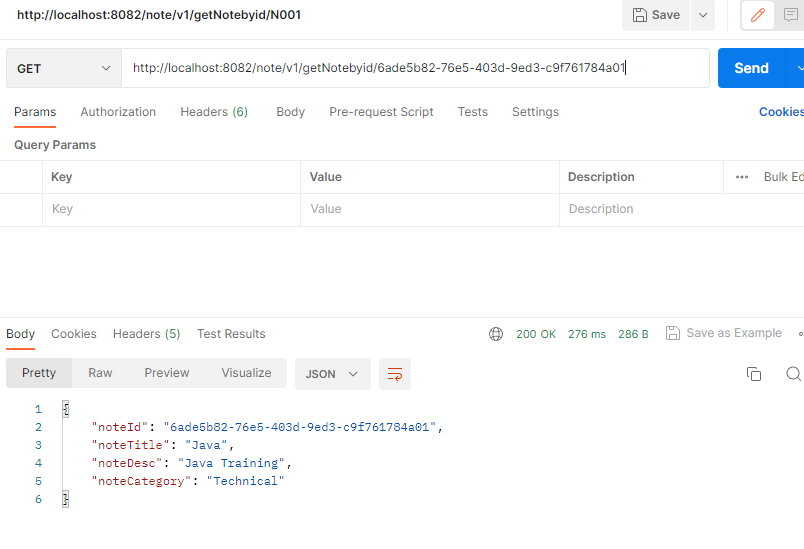 http://localhost:8082/note/v1/getNotebyid/N001 Save
GET http://localhost:8082/note/v1/getNotebyid/6ade5b82-76e5-403d-9ed3-c9f761784a01 Send
Params Authorization Headers (6) Body Pre-request Script Tests Settings Cookies
Query Params
Key Value Description ••• Bulk Ed
Key Value Description
Body Cookies Headers (5) Test Results 200 OK 276 ms 286 B Save as Example
Pretty Raw Preview Visualize JSON
1 {
2 "noteId": "6ade5b82-76e5-403d-9ed3-c9f761784a01",
3 "noteTitle": "Java",
4 "noteDesc": "Java Training",
5 "noteCategory": "Technical"
6 }